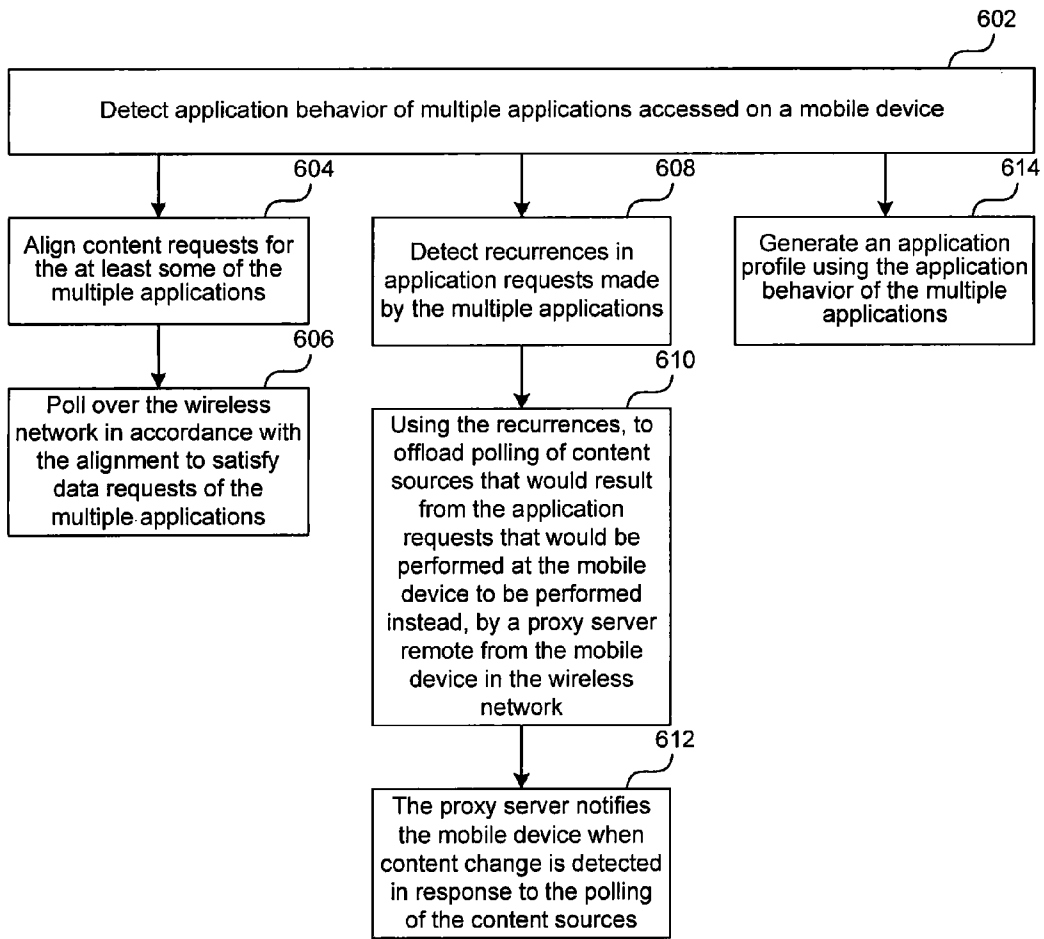 602
Detect application behavior of multiple applications accessed on a mobile device
604
Align content requests for
the at least some of the
multiple applications
606
Poll over the wireless
network in accordance with
the alignment to satisfy
data requests of the
multiple applications
608
Detect recurrences in
application requests made
by the multiple applications
610
Using the recurrences, to
offload polling of content
sources that would result
from the application
requests that would be
performed at the mobile
device to be performed
instead, by a proxy server
remote from the mobile
device in the wireless
network
612
The proxy server notifies
the mobile device when
content change is detected
in response to the polling
of the content sources
614
Generate an application
profile using the application
behavior of the multiple
applications